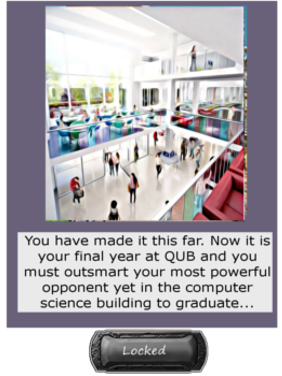 You have made it this far. Now it is
your final year at QUB and you
must outsmart your most powerful
opponent yet in the computer
science building to graduate...
Locked